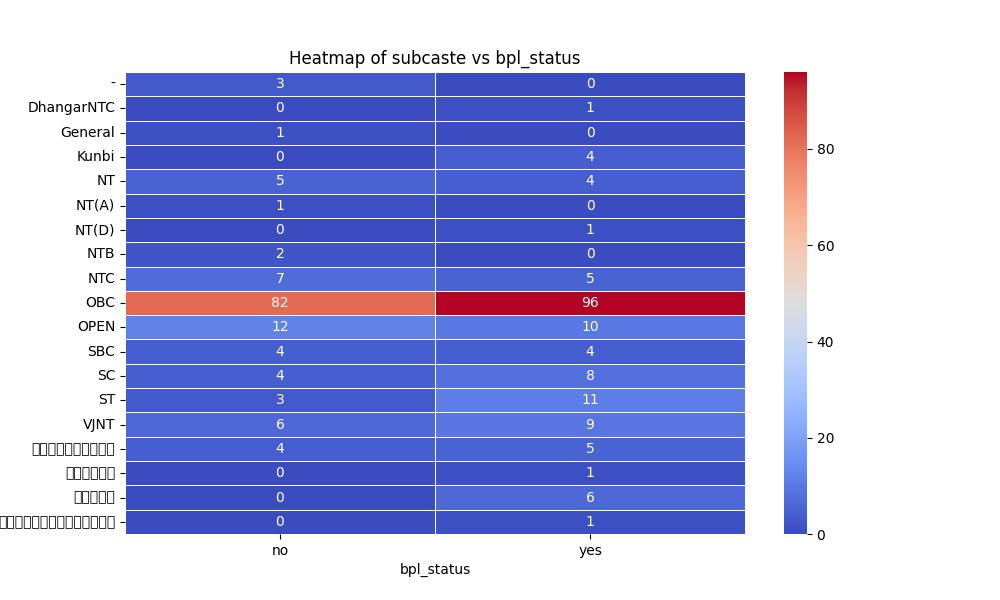 Heatmap of subcaste vs bpl_status
- 3 0
DhangarNTC 0 1
General 1 0
Kunbi 0 4
NT 5 4
NT(A) 1 0
NT(D) 0 1
NTB 2 0
NTC 7 5
OBC 82 96
OPEN 12 10
SBC 4 4
SC 4 8
ST 3 11
VJNT 6 9
4 5
0 1
0 6
0 1
no yes
bpl_status
80
60
40
20
0